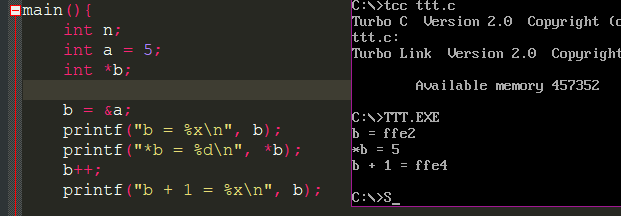 main(){
int n;
int a = 5;
int *b;
b = &a;
printf("b = %x\n", b);
printf("*b = %d\n", *b);
b++;
printf("b + 1 = %x\n", b);
C:\>tcc ttt.c
Turbo C Version 2.0 Copyright (c
ttt.c:
Turbo Link Version 2.0 Copyright
Available memory 457352
C:\>TTT.EXE
b = ffe2
*b = 5
b + 1 = ffe4
C:\>S_